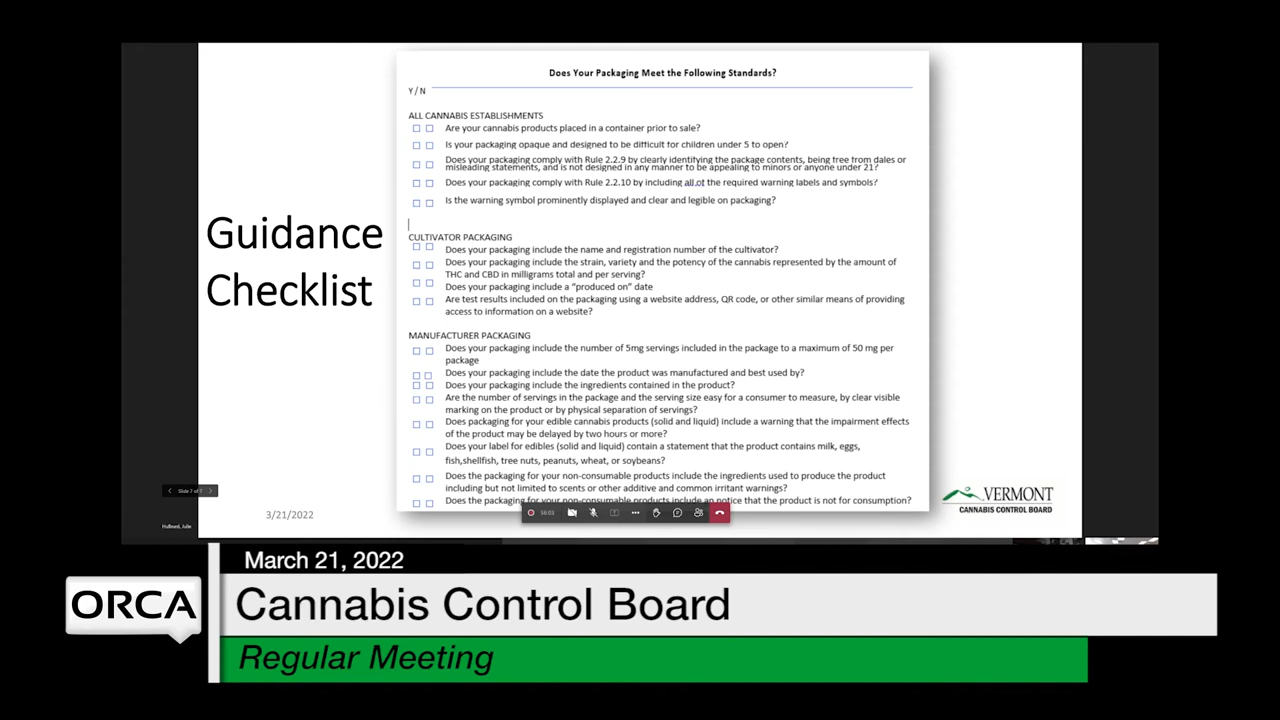 Does Your Packaging Meet the Following Standards?
Y / N
ALL CANNABIS ESTABLISHMENTS
Are your cannabis products placed in a container prior to sale?
Is your packaging opaque and designed to be difficult for children under 5 to open?
Does your packaging comply with Rule 2.2.9 by clearly identifying the package contents, being free from dales or
misleading statements, and is not designed in any manner to be appealing to minors or anyone under 21?
Does your packaging comply with Rule 2.2.10 by including all ot the required warning labels and symbols?
Is the warning symbol prominently displayed and clear and legible on packaging?
Guidance
Checklist
CULTIVATOR PACKAGING
Does your packaging include the name and registration number of the cultivator?
Does your packaging include the strain, variety and the potency of the cannabis represented by the amount of
THC and CBD in milligrams total and per serving?
Does your packaging include a "produced on" date
Are test results included on the packaging using a website address, QR code, or other similar means of providing
access to information on a website?
MANUFACTURER PACKAGING
Does your packaging include the number of 5mg servings included in the package to a maximum of 50 mg per
package
Does your packaging include the date the product was manufactured and best used by?
Does your packaging include the ingredients contained in the product?
Are the number of servings in the package and the serving size easy for a consumer to measure, by clear visible
marking on the product or by physical separation of servings?
Does packaging for your edible cannabis products (solid and liquid) include a warning that the impairment effects
of the product may be delayed by two hours or more?
Does your label for edibles (solid and liquid) contain a statement that the product contains milk, eggs,
fish,shellfish, tree nuts, peanuts, wheat, or soybeans?
Does the packaging for your non-consumable products include the ingredients used to produce the product
including but not limited to scents or other additive and common irritant warnings?
Does the packaging for your non-consumable products include an notice that the product is not for consumption?
Slide 7 of 7
3/21/2022
VERMONT
CANNABIS CONTROL BOARD
March 21, 2022
ORCA
Cannabis Control Board
Regular Meeting